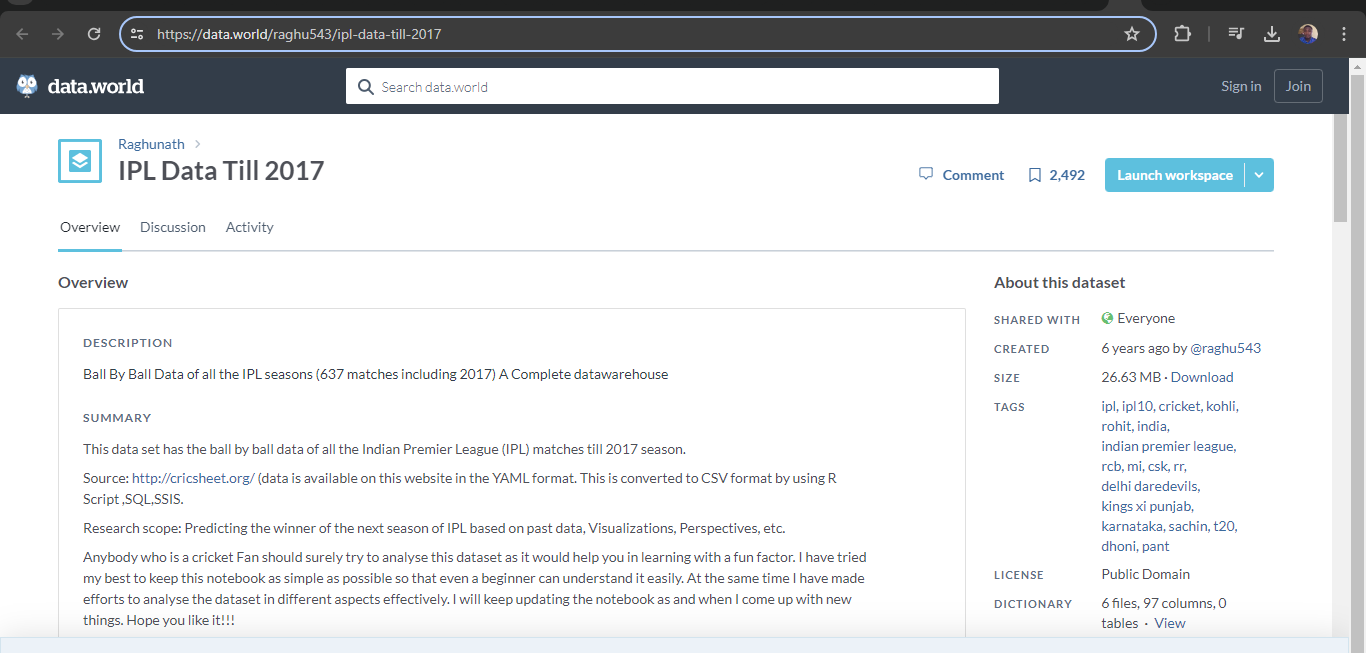 https://data.world/raghu543/ipl-data-till-2017
data.world
Search data.world
Sign in
Join
Raghunath
IPL Data Till 2017
Comment
2,492
Launch workspace
Overview
Discussion
Activity
Overview
DESCRIPTION
Ball By Ball Data of all the IPL seasons (637 matches including 2017) A Complete datawarehouse
SUMMARY
This data set has the ball by ball data of all the Indian Premier League (IPL) matches till 2017 season.
Source: http://cricsheet.org/ (data is available on this website in the YAML format. This is converted to CSV format by using R
Script ,SQL,SSIS.
Research scope: Predicting the winner of the next season of IPL based on past data, Visualizations, Perspectives, etc.
Anybody who is a cricket Fan should surely try to analyse this dataset as it would help you in learning with a fun factor. I have tried
my best to keep this notebook as simple as possible so that even a beginner can understand it easily. At the same time I have made
efforts to analyse the dataset in different aspects effectively. I will keep updating the notebook as and when I come up with new
things. Hope you like it!!!
About this dataset
SHARED WITH Everyone
CREATED 6 years ago by @raghu543
SIZE 26.63 MB · Download
TAGS ipl, ipl10, cricket, kohli,
rohit, india,
indian premier league,
rcb, mi, csk, rr,
delhi daredevils,
kings xi punjab,
karnataka, sachin, t20,
dhoni, pant
LICENSE Public Domain
DICTIONARY 6 files, 97 columns, 0
tables · View